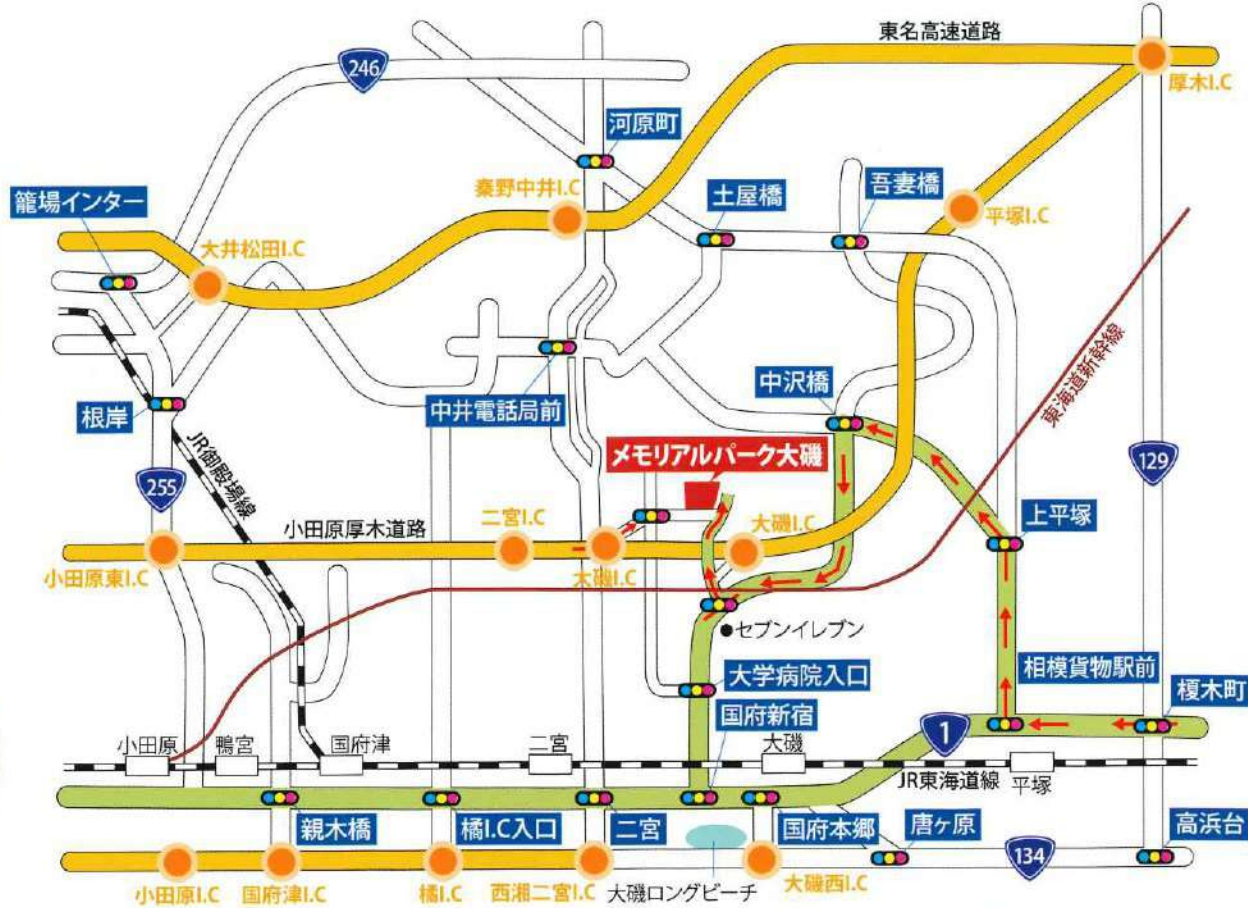 東名高速道路
246
厚木I.C
河原町
秦野中井I.C
土屋橋
吾妻橋
平塚I.C
籠場インター
大井松田I.C
東海道新幹線
中沢橋
中井電話局前
根岸
JR御殿場線
メモリアルパーク大磯
129
255
上平塚
小田原厚木道路
二宮I.C
大磯I.C
小田原東I.C
大磯I.C
セブンイレブン
相模貨物駅前
大学病院入口
榎木町
国府新宿
1
小田原
鴨宮
国府津
二宮
大磯
JR東海道線
平塚
親木橋
橘I.C入口
二宮
国府本郷
唐ヶ原
高浜台
134
小田原I.C
国府津I.C
橘I.C
西湘二宮I.C
大磯ロングビーチ
大磯西I.C